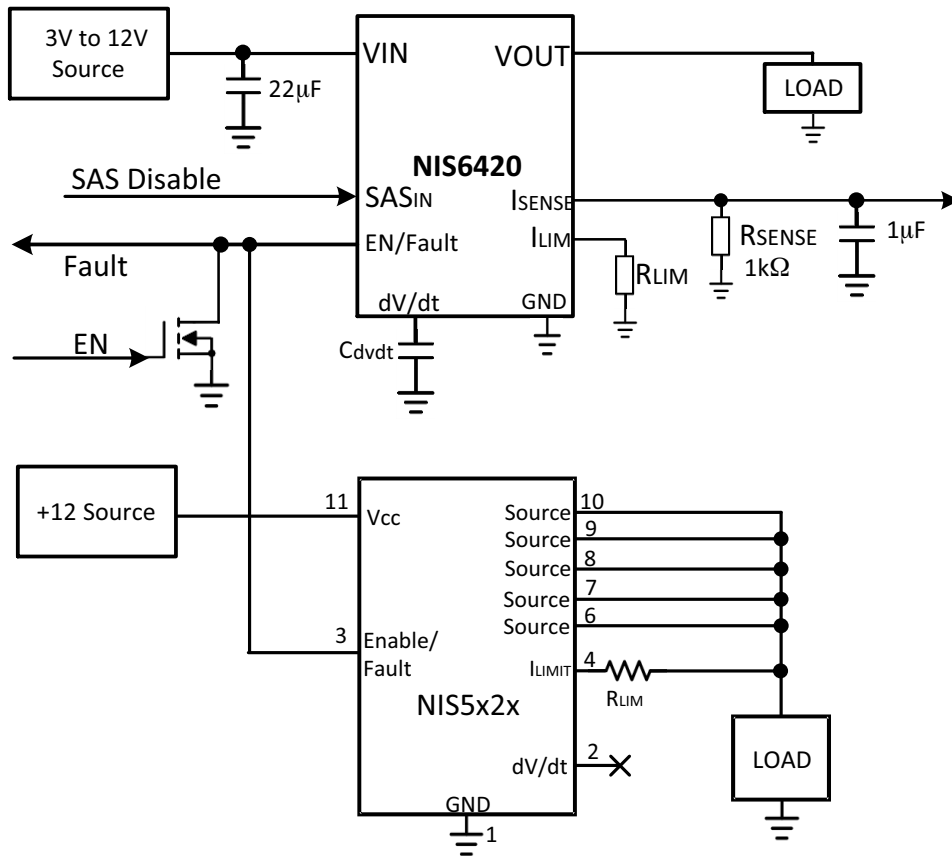 3V to 12V
Source
22µF
VIN
VOUT
LOAD
NIS6420
SAS Disable
SASIN
ISENSE
EN/Fault
ILIM
Fault
RLIM
RSENSE
1kΩ
1µF
dV/dt
GND
EN
Cdvdt
+12 Source
11
Vcc
Source
10
Source
9
Source
8
Source
7
Source
6
3
Enable/
Fault
ILIMIT
4
RLIM
NIS5x2x
LOAD
dV/dt
2
GND
1